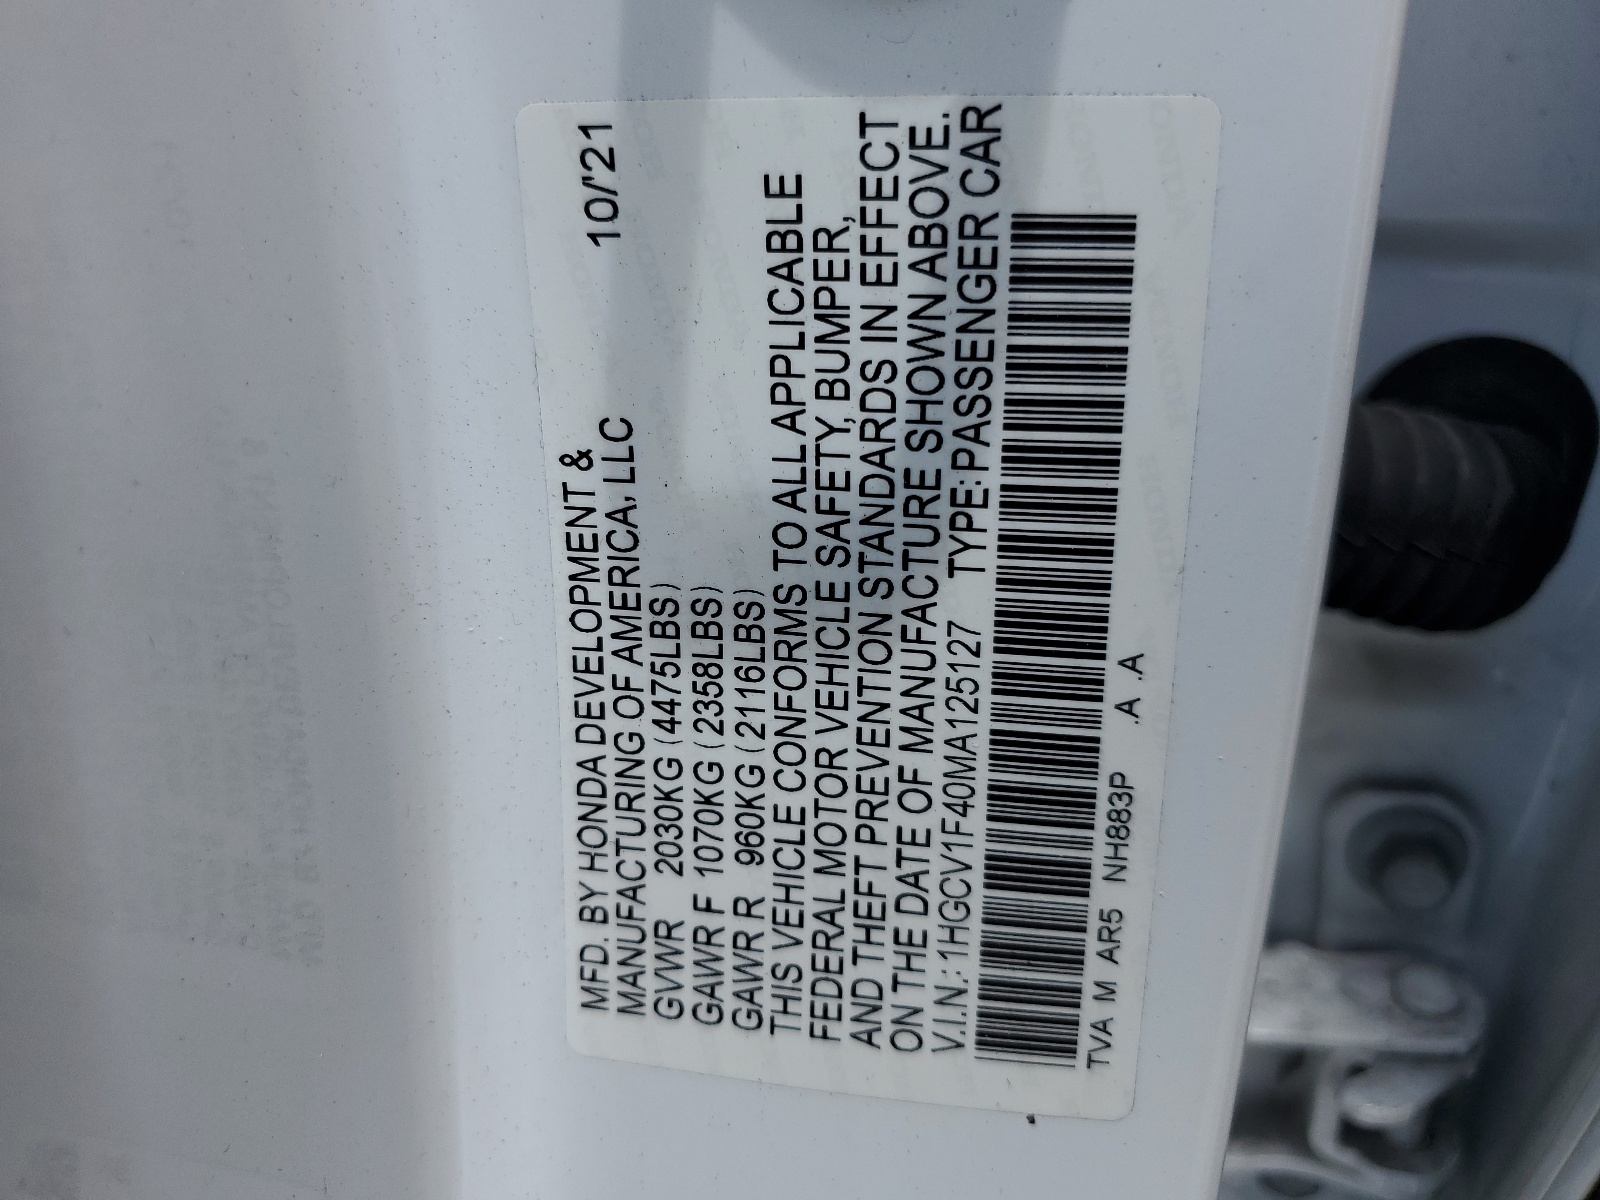 MFD. BY HONDA DEVELOPMENT & 10/'21
MANUFACTURING OF AMERICA, LLC
GVWR 2030KG (4475LBS)
GAWR F 1070KG (2358LBS)
GAWR R 960KG (2116LBS)
THIS VEHICLE CONFORMS TO ALL APPLICABLE
FEDERAL MOTOR VEHICLE SAFETY, BUMPER,
AND THEFT PREVENTION STANDARDS IN EFFECT
ON THE DATE OF MANUFACTURE SHOWN ABOVE.
V.I.N.: 1HGCV1F40MA125127 TYPE: PASSENGER CAR
TVA M AR5 NH883P .A .A